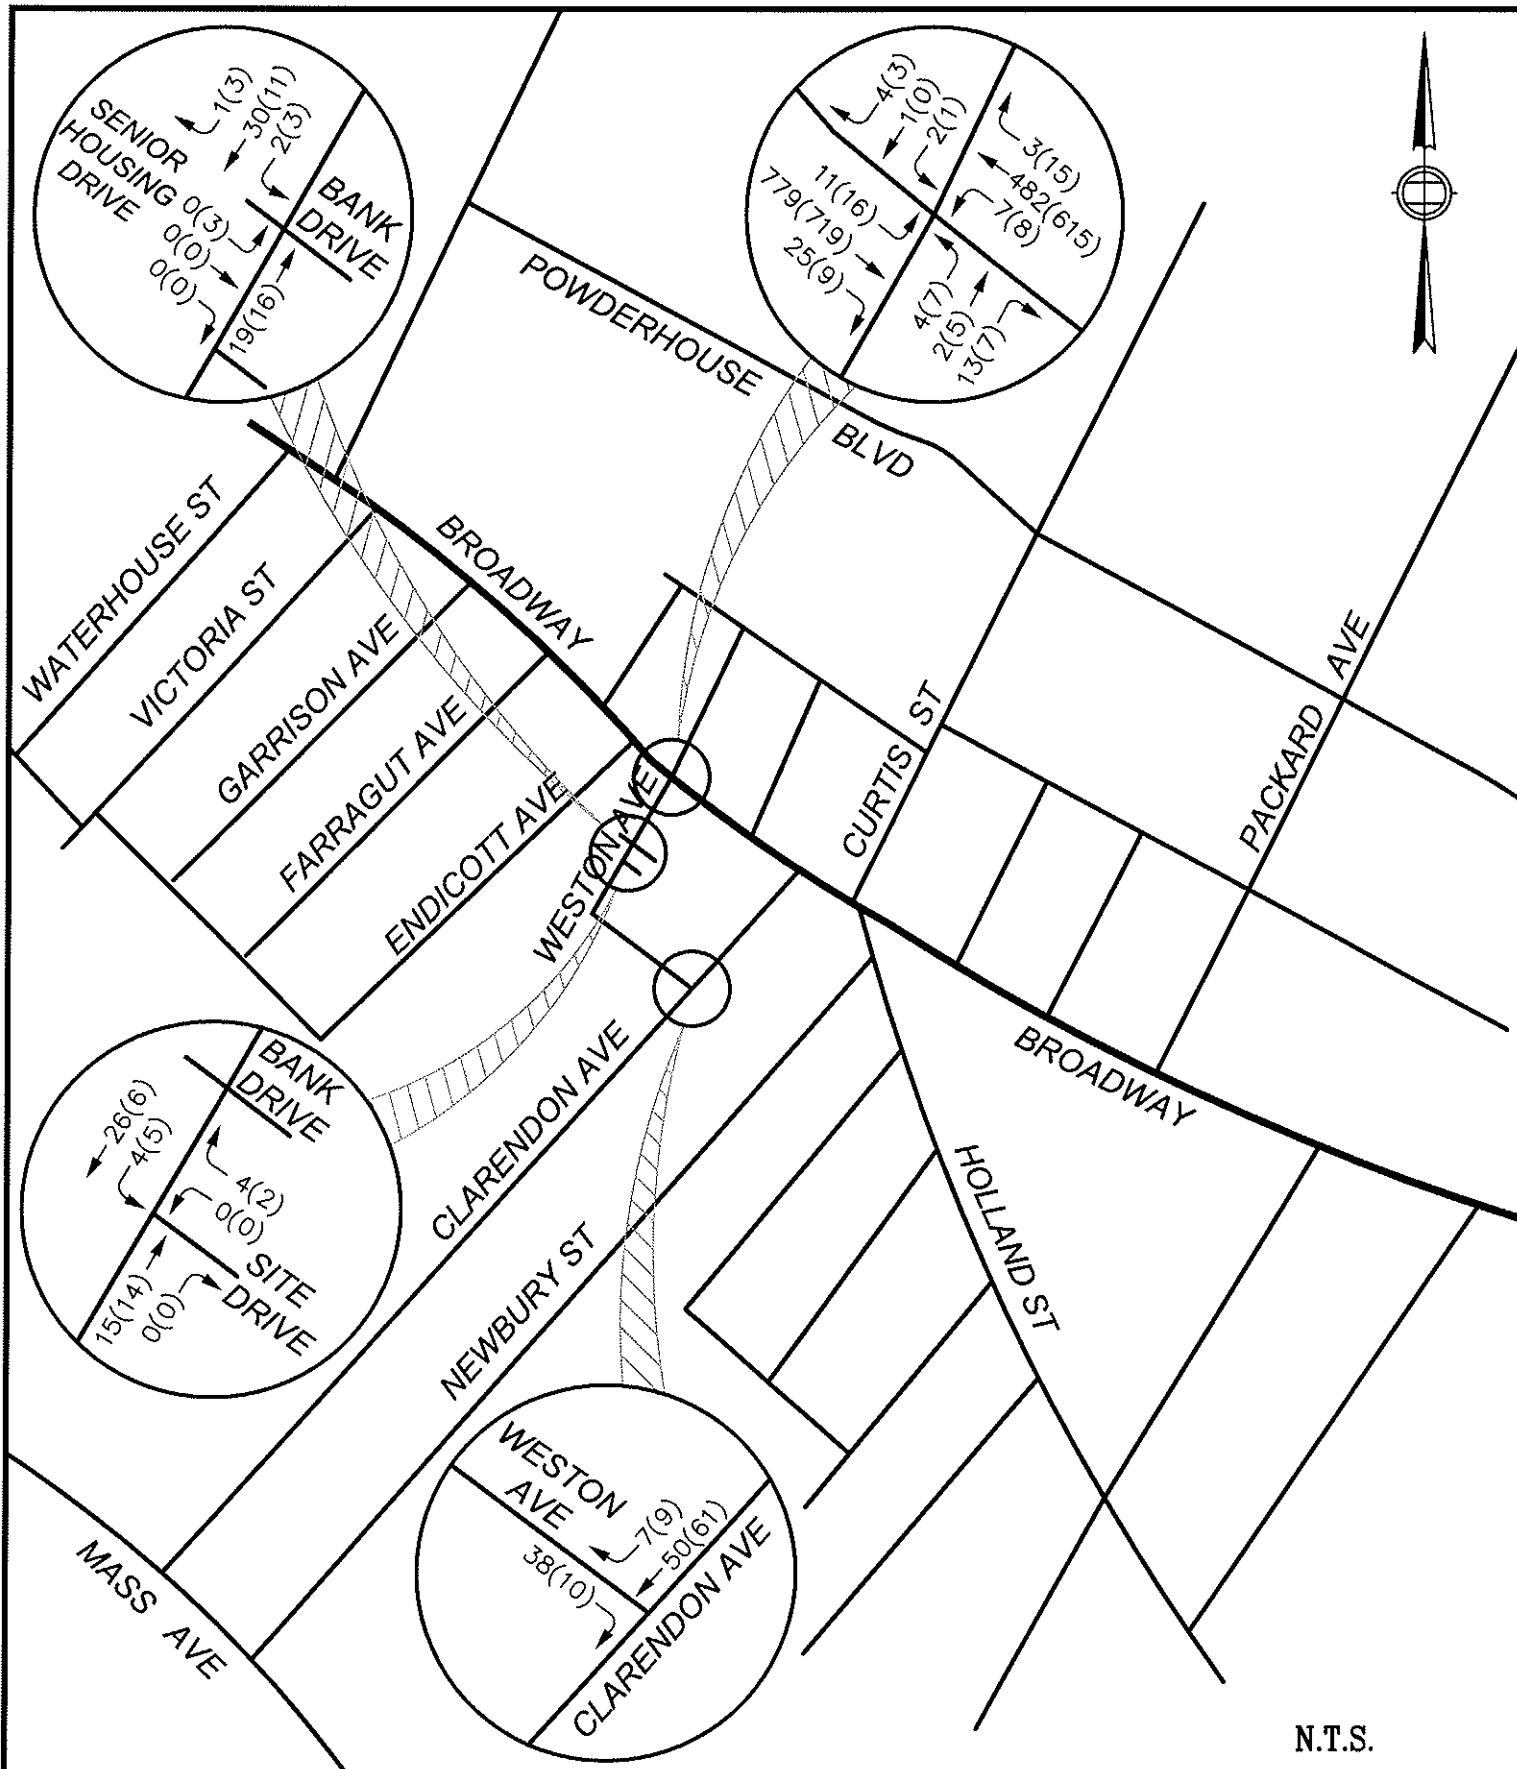 1(3)
30(11)
2(3)
SENIOR
HOUSING
DRIVE
0(3)
0(0)
0(0)
19(16)
BANK
DRIVE
4(3)
1(0)
2(1)
3(15)
482(615)
7(8)
11(16)
779(719)
25(9)
4(7)
2(5)
13(7)
POWDERHOUSE
BLVD
BROADWAY
WATERHOUSE ST
VICTORIA ST
GARRISON AVE
FARRAGUT AVE
ENDICOTT AVE
WESTON AVE
CURTIS ST
PACKARD AVE
BROADWAY
CLARENDON AVE
NEWBURY ST
HOLLAND ST
MASS AVE
BANK
DRIVE
26(6)
4(5)
4(2)
0(0)
15(14)
0(0)
SITE
DRIVE
WESTON
AVE
7(9)
50(61)
38(10)
CLARENDON AVE
N.T.S.